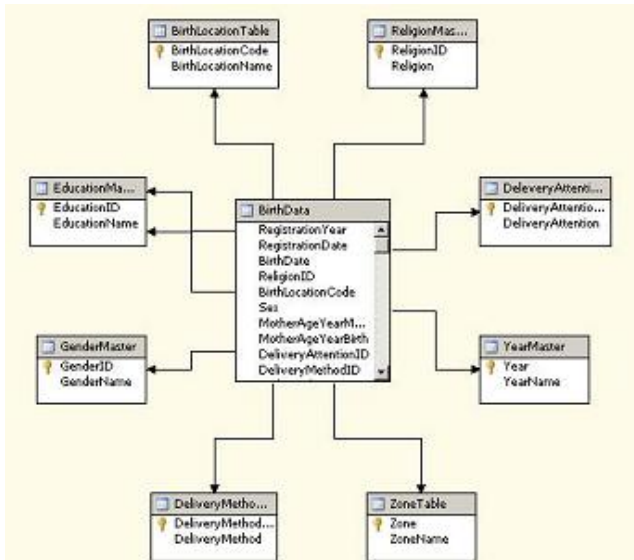 BirthLocationTable
BirthLocationCode
BirthLocationName
ReligionMas...
ReligionID
Religion
EducationMa...
EducationID
EducationName
BirthData
RegistrationYear
RegistrationDate
BirthDate
ReligionID
BirthLocationCode
Sex
MotherAgeYearM...
MotherAgeYearBirth
DeliveryAttentionID
DeliveryMethodID
DeleveryAttenti...
DeliveryAttentio...
DeliveryAttention
GenderMaster
GenderID
GenderName
YearMaster
Year
YearName
DeliveryMetho...
DeliveryMethod...
DeliveryMethod
ZoneTable
Zone
ZoneName